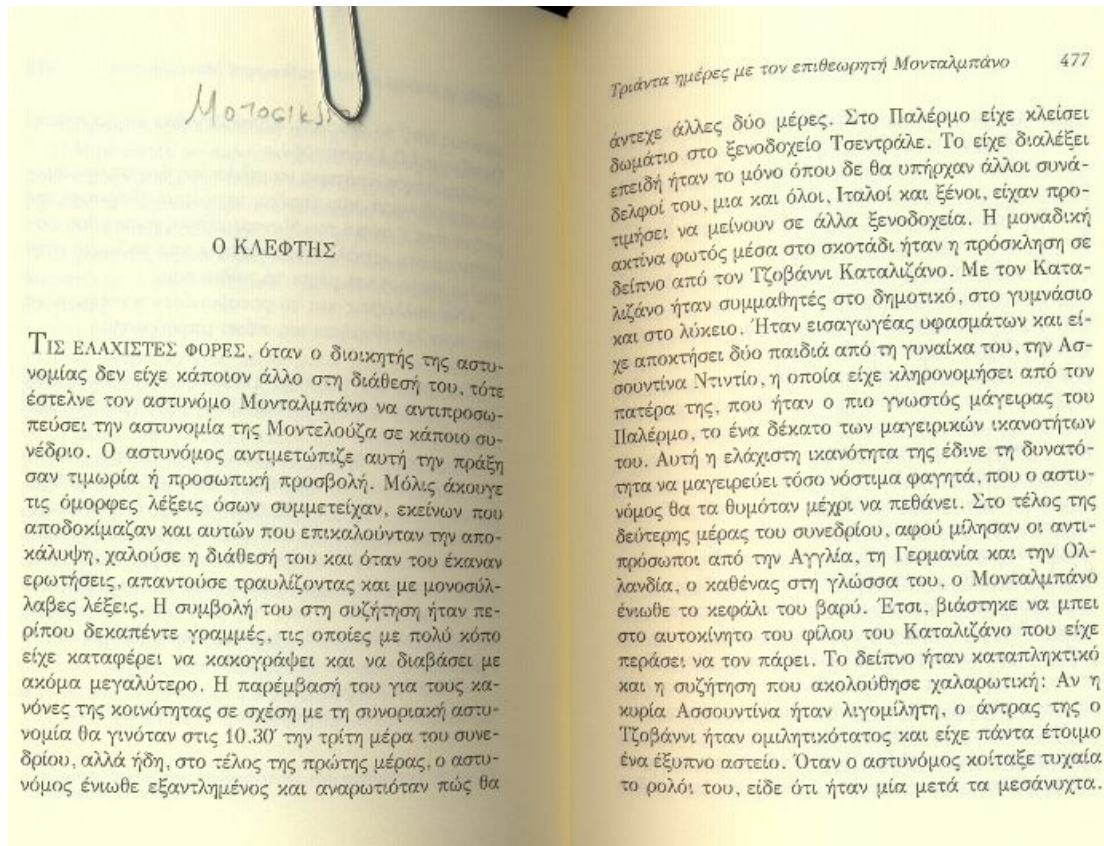 Ο ΚΛΕΦΤΗΣ
ΤΙΣ ΕΛΑΧΙΣΤΕΣ ΦΟΡΕΣ, όταν ο διοικητής της αστυ-
νομίας δεν είχε κάποιον άλλο στη διάθεσή του, τότε
έστελνε τον αστυνόμο Μονταλμπάνο να αντιπροσω-
πεύσει την αστυνομία της Μοντελούζα σε κάποιο συ-
νέδριο. Ο αστυνόμος αντιμετώπιζε αυτή την πράξη
σαν τιμωρία ή προσωπική προσβολή. Μόλις άκουγε
τις όμορφες λέξεις όσων συμμετείχαν, εκείνων που
αποδοκίμαζαν και αυτών που επικαλούνταν την απο-
κάλυψη, χαλούσε η διάθεσή του και όταν του έκαναν
ερωτήσεις, απαντούσε τραυλίζοντας και με μονοσύλ-
λαβες λέξεις. Η συμβολή του στη συζήτηση ήταν πε-
ρίπου δεκαπέντε γραμμές, τις οποίες με πολύ κόπο
είχε καταφέρει να κακογράψει και να διαβάσει με
ακόμα μεγαλύτερο. Η παρέμβασή του για τους κα-
νόνες της κοινότητας σε σχέση με τη συνοριακή αστυ-
νομία θα γινόταν στις 10.30' την τρίτη μέρα του συνε-
δρίου, αλλά ήδη, στο τέλος της πρώτης μέρας, ο αστυ-
νόμος ένιωθε εξαντλημένος και αναρωτιόταν πώς θα
Τριάντα ημέρες με τον επιθεωρητή Μονταλμπάνο 477
άντεχε άλλες δύο μέρες. Στο Παλέρμο είχε κλείσει
δωμάτιο στο ξενοδοχείο Τσεντράλε. Το είχε διαλέξει
επειδή ήταν το μόνο όπου δε θα υπήρχαν άλλοι συνά-
δελφοί του, μια και όλοι, Ιταλοί και ξένοι, είχαν προ-
τιμήσει να μείνουν σε άλλα ξενοδοχεία. Η μοναδική
ακτίνα φωτός μέσα στο σκοτάδι ήταν η πρόσκληση σε
δείπνο από τον Τζοβάννι Καταλιζάνο. Με τον Κατα-
λιζάνο ήταν συμμαθητές στο δημοτικό, στο γυμνάσιο
και στο λύκειο. Ήταν εισαγωγέας υφασμάτων και εί-
χε αποκτήσει δύο παιδιά από τη γυναίκα του, την Ασ-
σουντίνα Ντιντίο, η οποία είχε κληρονομήσει από τον
πατέρα της, που ήταν ο πιο γνωστός μάγειρας του
Παλέρμο, το ένα δέκατο των μαγειρικών ικανοτήτων
του. Αυτή η ελάχιστη ικανότητα της έδινε τη δυνατό-
τητα να μαγειρεύει τόσο νόστιμα φαγητά, που ο αστυ-
νόμος θα τα θυμόταν μέχρι να πεθάνει. Στο τέλος της
δεύτερης μέρας του συνεδρίου, αφού μίλησαν οι αντι-
πρόσωποι από την Αγγλία, τη Γερμανία και την Ολ-
λανδία, ο καθένας στη γλώσσα του, ο Μονταλμπάνο
ένιωθε το κεφάλι του βαρύ. Έτσι, βιάστηκε να μπει
στο αυτοκίνητο του φίλου του Καταλιζάνο που είχε
περάσει να τον πάρει. Το δείπνο ήταν καταπληκτικό
και η συζήτηση που ακολούθησε χαλαρωτική: Αν η
κυρία Ασσουντίνα ήταν λιγομίλητη, ο άντρας της ο
Τζοβάννι ήταν ομιλητικότατος και είχε πάντα έτοιμο
ένα έξυπνο αστείο. Όταν ο αστυνόμος κοίταξε τυχαία
το ρολόι του, είδε ότι ήταν μία μετά τα μεσάνυχτα.